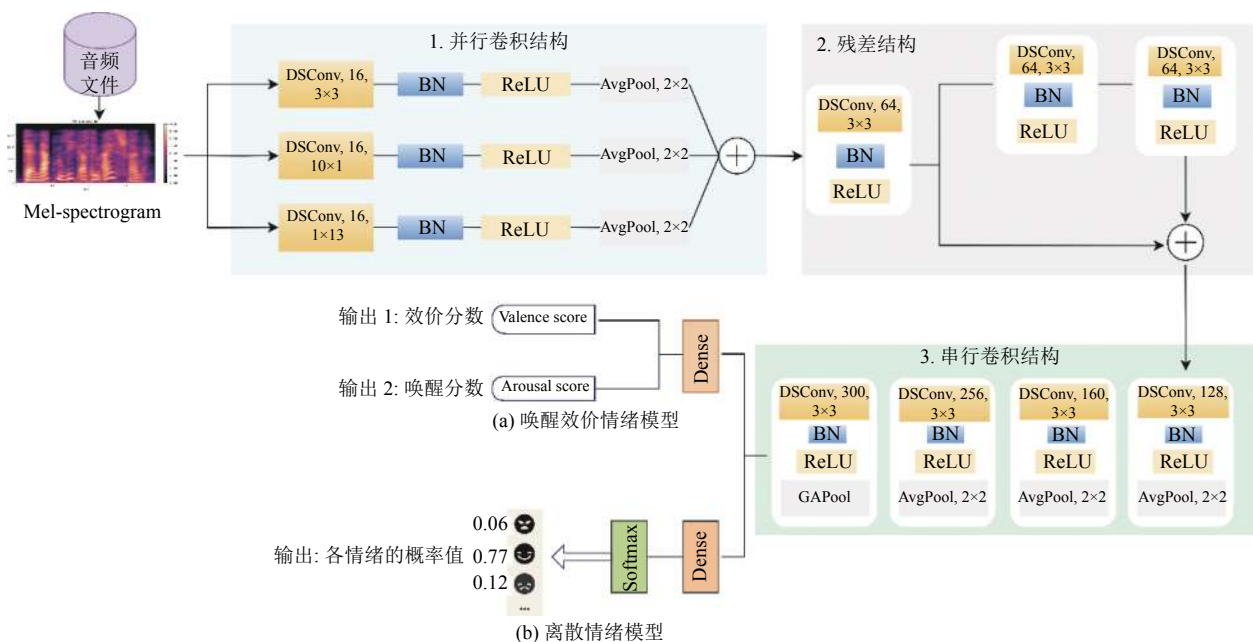 音频
文件
Mel-spectrogram
1. 并行卷积结构
DSConv, 16,
3×3
BN
ReLU
AvgPool, 2×2
DSConv, 16,
10×1
BN
ReLU
AvgPool, 2×2
DSConv, 16,
1×13
BN
ReLU
AvgPool, 2×2
2. 残差结构
DSConv, 64,
3×3
BN
ReLU
DSConv,
64, 3×3
BN
ReLU
DSConv,
64, 3×3
BN
ReLU
3. 串行卷积结构
DSConv, 300,
3×3
BN
ReLU
GAPool
DSConv, 256,
3×3
BN
ReLU
AvgPool, 2×2
DSConv, 160,
3×3
BN
ReLU
AvgPool, 2×2
DSConv, 128,
3×3
BN
ReLU
AvgPool, 2×2
输出 1: 效价分数
Valence score
输出 2: 唤醒分数
Arousal score
Dense
(a) 唤醒效价情绪模型
输出: 各情绪的概率值
0.06
0.77
0.12
...
Softmax
Dense
(b) 离散情绪模型